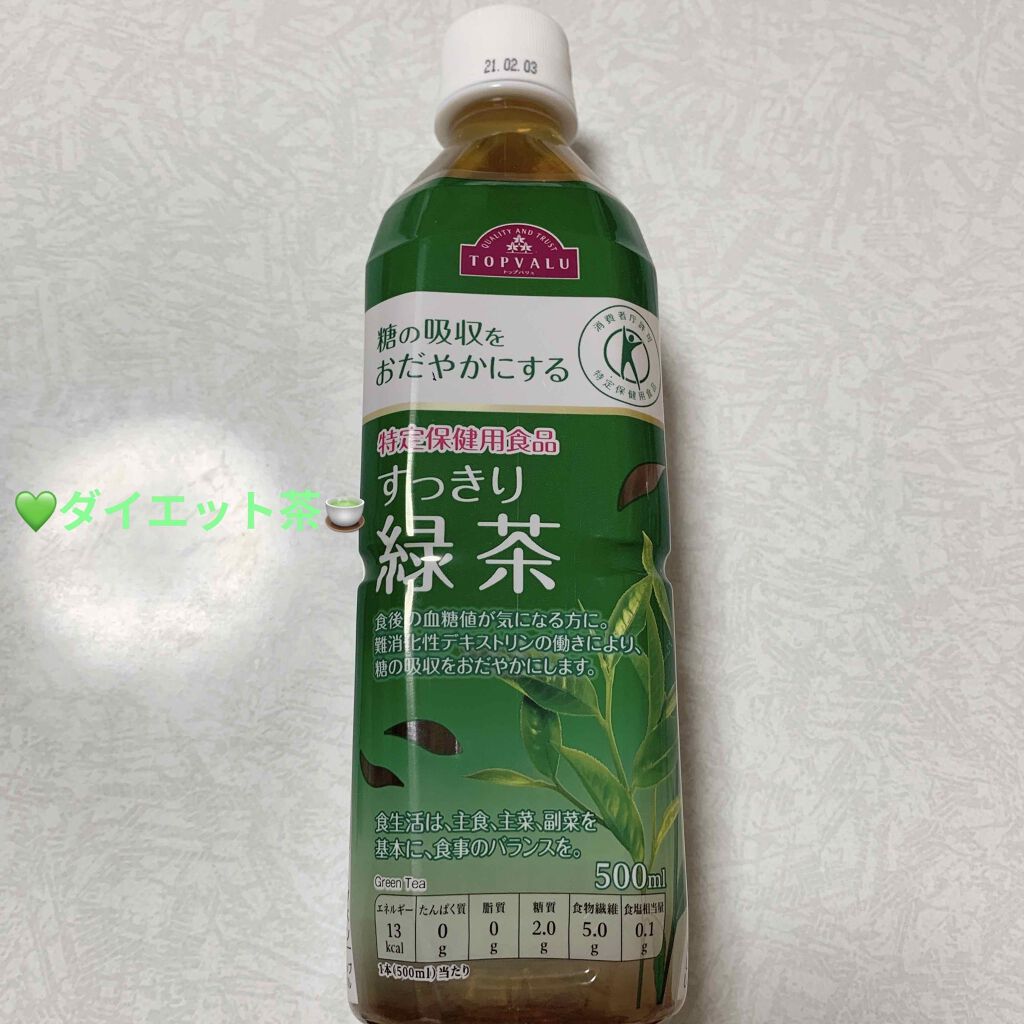 21.02.03
QUALITY AND TRUST
TOPVALU
トップバリュ
糖の吸収を
おだやかにする
消費者庁許可
特定保健用食品
特定保健用食品
すっきり
緑茶
💚ダイエット茶🍵
食後の血糖値が気になる方に。
難消化性デキストリンの働きにより、
糖の吸収をおだやかにします。
食生活は、主食、主菜、副菜を
基本に、食事のバランスを。
500ml
Green Tea
エネルギー たんぱく質 脂質 糖質 食物繊維 食塩相当量
13 0 0 2.0 5.0 0.1
kcal g g g g g
1本(500ml)当たり